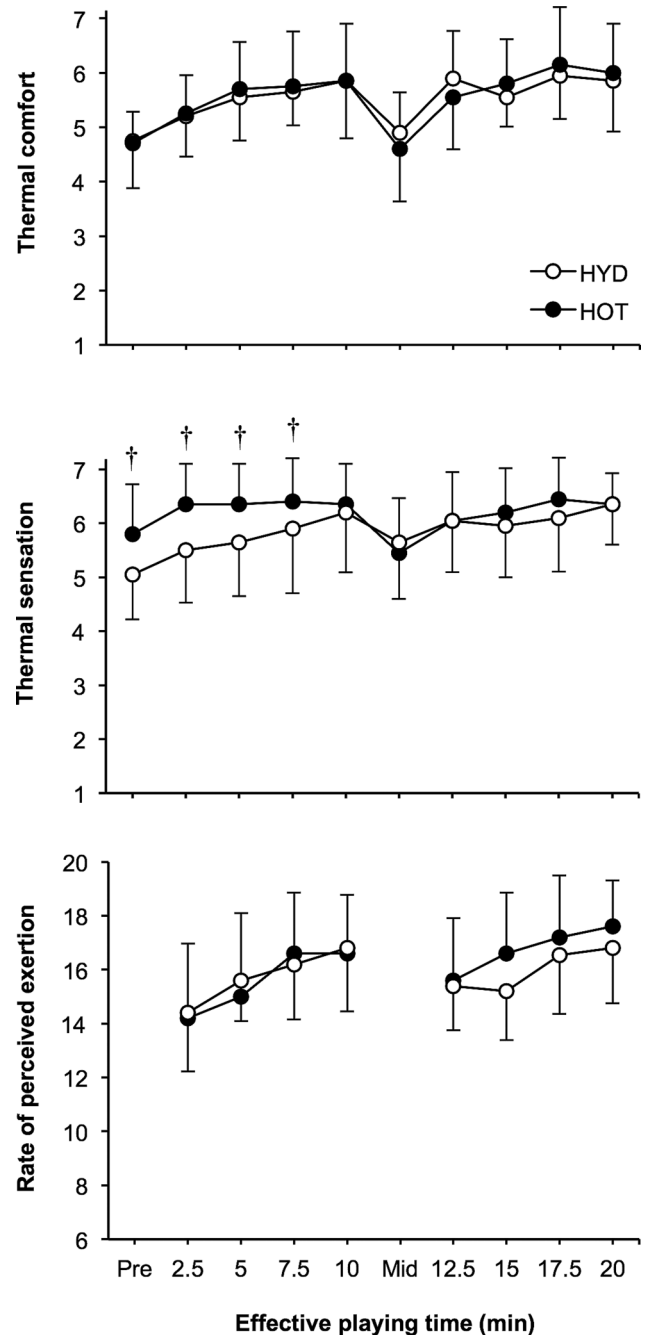 7
6
5
4
3
2
1
Thermal comfort
HYD
HOT
† † † †
7
6
5
4
3
2
1
Thermal sensation
20
18
16
14
12
10
8
6
Rate of perceived exertion
Pre 2.5 5 7.5 10 Mid 12.5 15 17.5 20
Effective playing time (min)